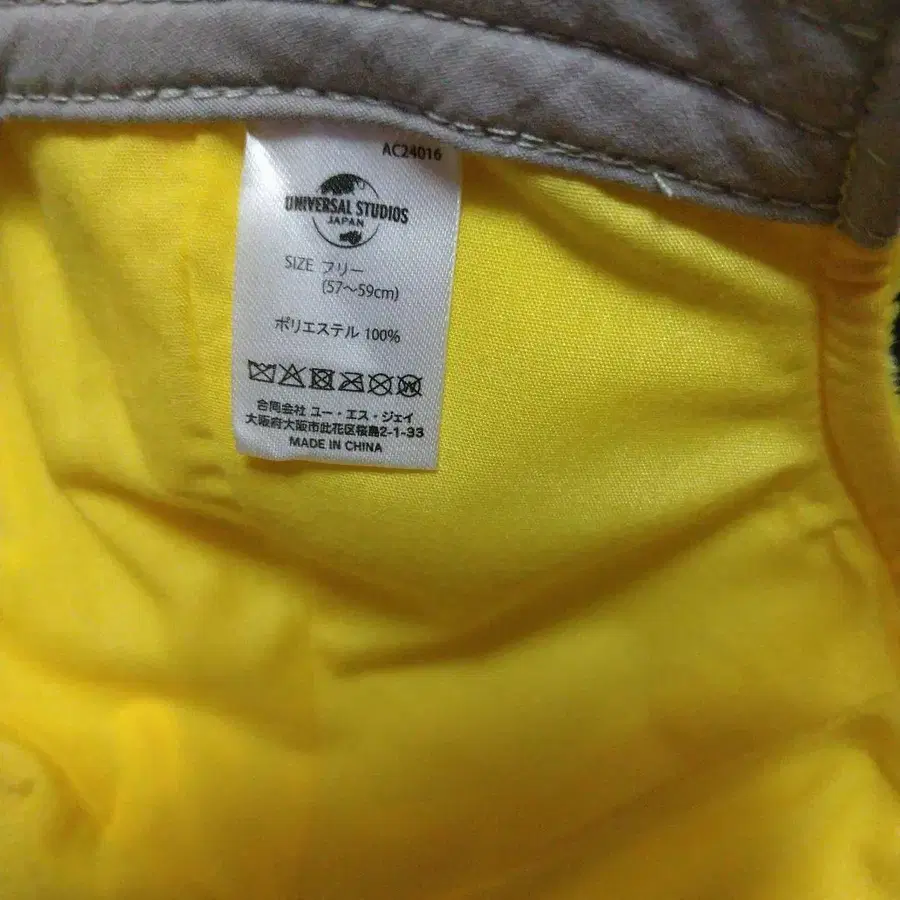 AC24016
UNIVERSAL STUDIOS
JAPAN
SIZE フリー
(57～59cm)
ポリエステル 100%
合同会社 ユー・エス・ジェイ
大阪府大阪市此花区桜島2-1-33
MADE IN CHINA